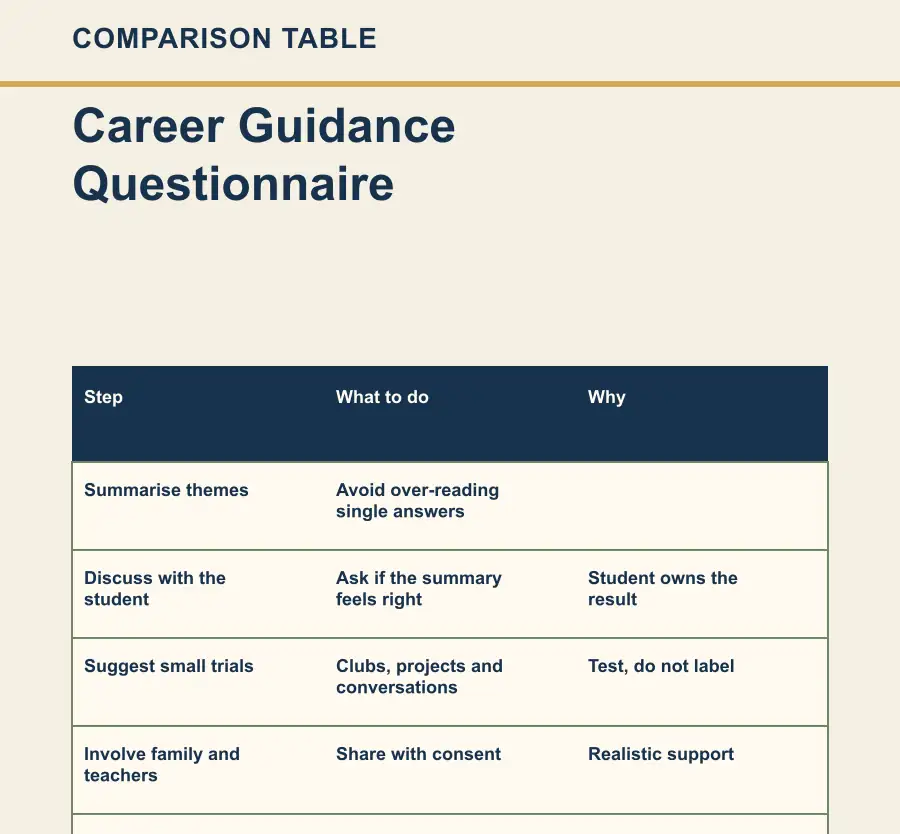 COMPARISON TABLE
Career Guidance
Questionnaire
Step What to do Why
Summarise themes Avoid over-reading
single answers
Discuss with the Ask if the summary Student owns the
student feels right result
Suggest small trials Clubs, projects and Test, do not label
conversations
Involve family and Share with consent Realistic support
teachers